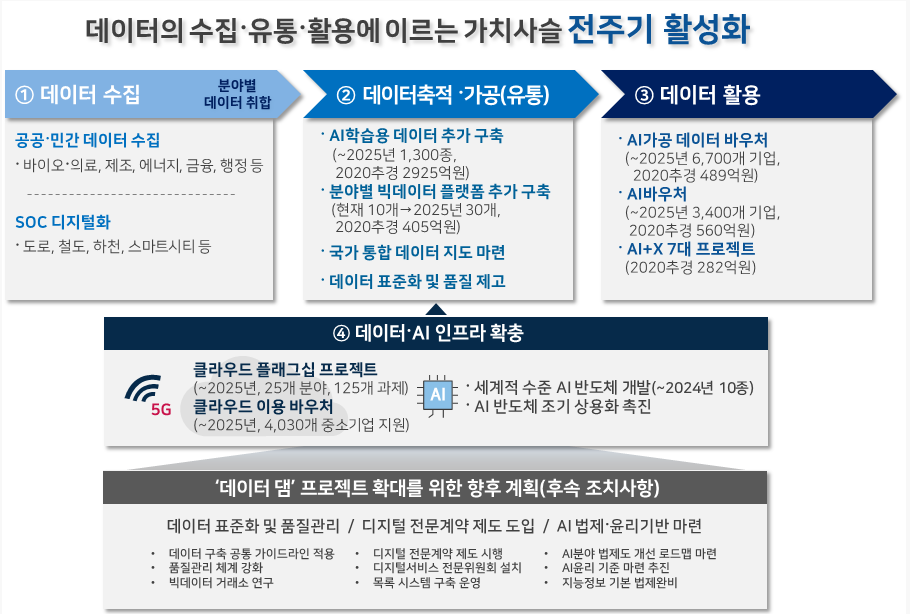 데이터의 수집·유통·활용에 이르는 가치사슬 전주기 활성화
① 데이터 수집
분야별
데이터 취합
공공·민간 데이터 수집
· 바이오·의료, 제조, 에너지, 금융, 행정 등
SOC 디지털화
· 도로, 철도, 하천, 스마트시티 등
② 데이터축적 ·가공(유통)
· AI학습용 데이터 추가 구축
(~2025년 1,300종,
2020추경 2925억원)
· 분야별 빅데이터 플랫폼 추가 구축
(현재 10개→2025년 30개,
2020추경 405억원)
· 국가 통합 데이터 지도 마련
· 데이터 표준화 및 품질 제고
③ 데이터 활용
· AI가공 데이터 바우처
(~2025년 6,700개 기업,
2020추경 489억원)
· AI바우처
(~2025년 3,400개 기업,
2020추경 560억원)
· AI+X 7대 프로젝트
(2020추경 282억원)
④ 데이터·AI 인프라 확충
5G
클라우드 플래그십 프로젝트
(~2025년, 25개 분야, 125개 과제)
클라우드 이용 바우처
(~2025년, 4,030개 중소기업 지원)
AI
· 세계적 수준 AI 반도체 개발(~2024년 10종)
· AI 반도체 조기 상용화 촉진
‘데이터 댐’ 프로젝트 확대를 위한 향후 계획(후속 조치사항)
데이터 표준화 및 품질관리 / 디지털 전문계약 제도 도입 / AI 법제·윤리기반 마련
• 데이터 구축 공통 가이드라인 적용
• 품질관리 체계 강화
• 빅데이터 거래소 연구
• 디지털 전문계약 제도 시행
• 디지털서비스 전문위원회 설치
• 목록 시스템 구축 운영
• AI분야 법제도 개선 로드맵 마련
• AI윤리 기준 마련 추진
• 지능정보 기본 법제완비